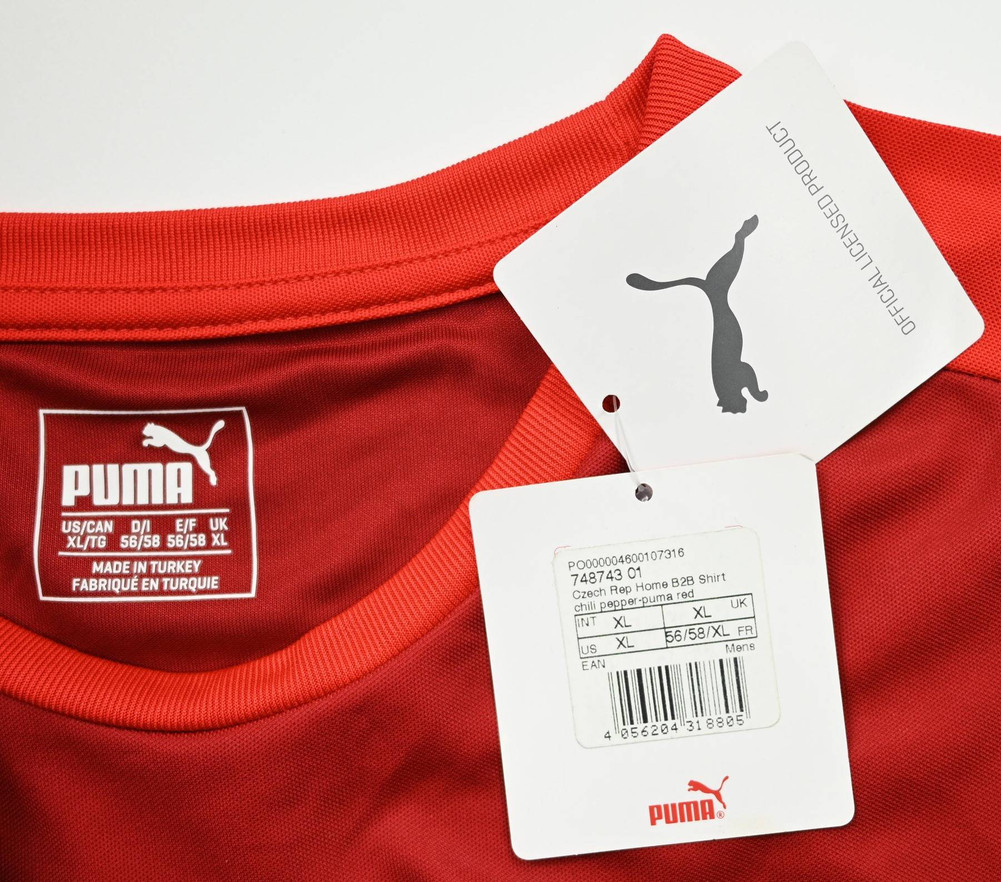 OFFICIAL LICENSED PRODUCT
PUMA
US/CAN D/I E/F UK
XL/TG 56/58 56/58 XL
MADE IN TURKEY
FABRIQUÉ EN TURQUIE
PO000004600107316
748743 01
Czech Rep Home B2B Shirt
chili pepper-puma red
INT XL XL UK
US XL 56/58/XL FR
EAN Mens
4 056204 318805
PUMA®